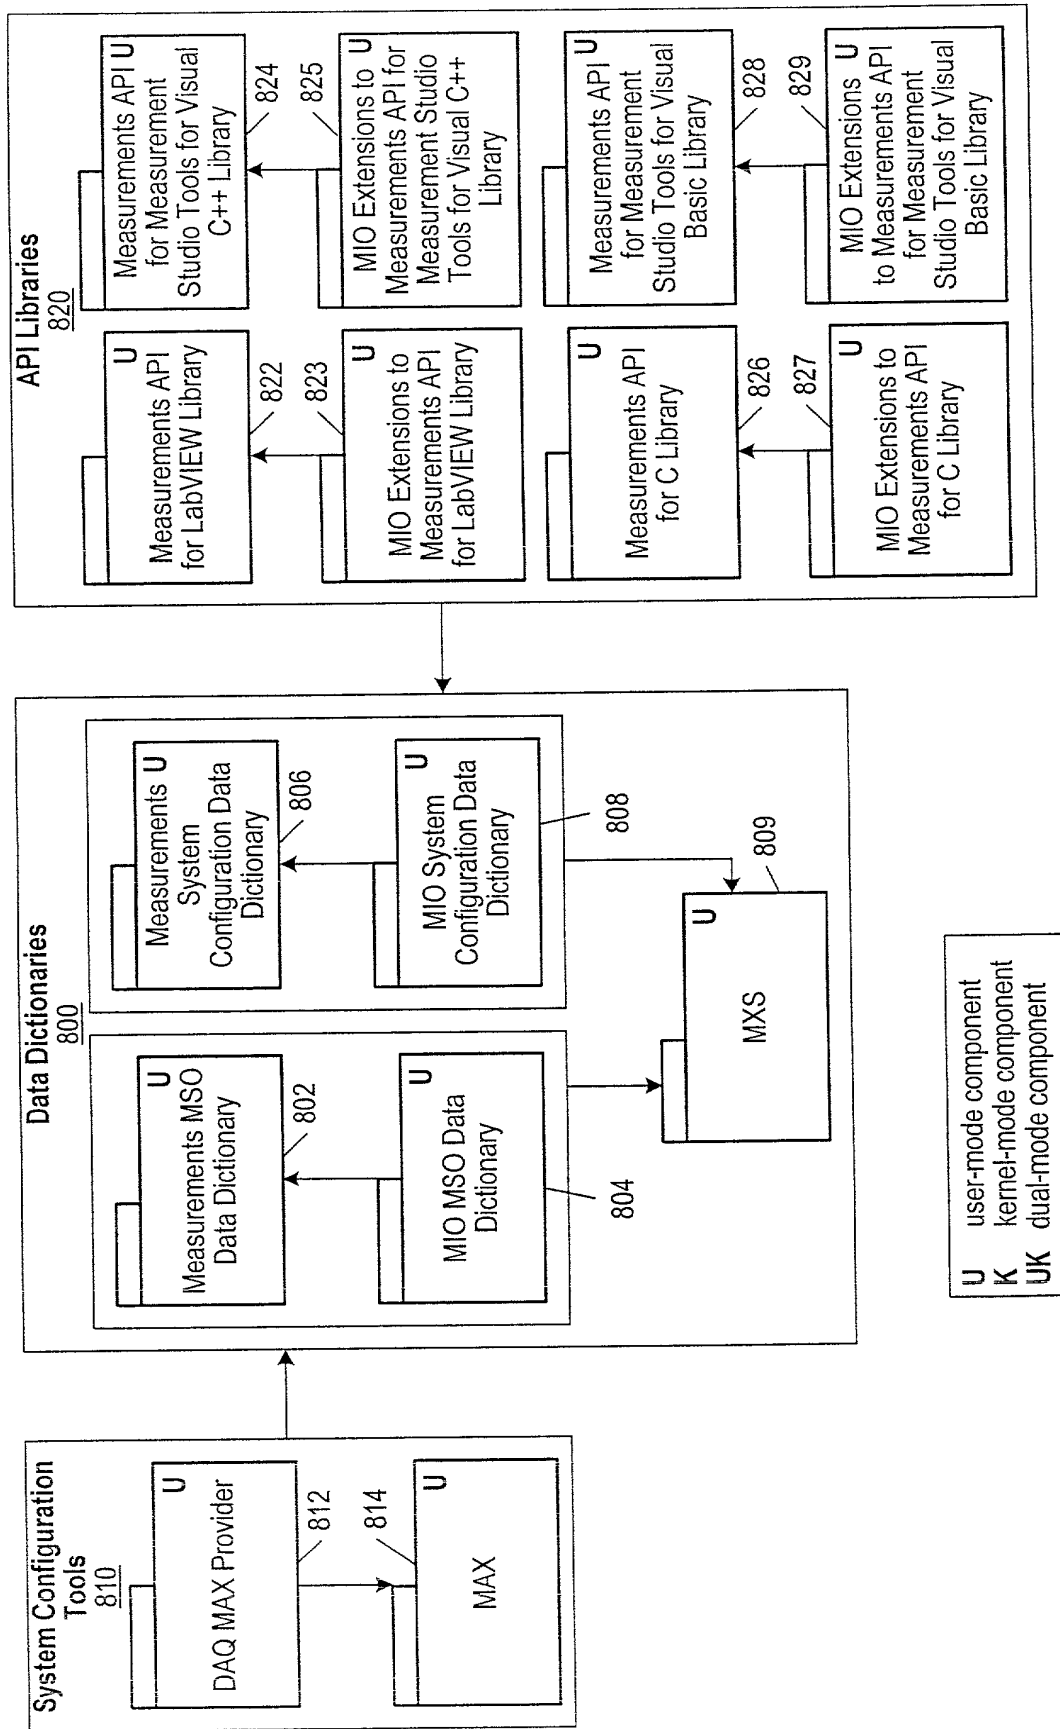 System Configuration
Tools
810
DAQ MAX Provider
U
812
814
MAX
U
Data Dictionaries
800
Measurements MSO
Data Dictionary
U
802
MIO MSO Data
Dictionary
U
804
Measurements U
System
Configuration Data
Dictionary
806
MIO System
Configuration Data
Dictionary
U
808
MXS
U
809
API Libraries
820
Measurements API
for LabVIEW Library
U
822
823
MIO Extensions to
Measurements API
for LabVIEW Library
U
Measurements API U
for Measurement
Studio Tools for Visual
C++ Library
824
825
MIO Extensions to U
Measurements API for
Measurement Studio
Tools for Visual C++
Library
Measurements API
for C Library
U
826
827
MIO Extensions to
Measurements API
for C Library
U
Measurements API U
for Measurement
Studio Tools for Visual
Basic Library
828
829
MIO Extensions U
to Measurements API
for Measurement
Studio Tools for Visual
Basic Library
U user-mode component
K kernel-mode component
UK dual-mode component